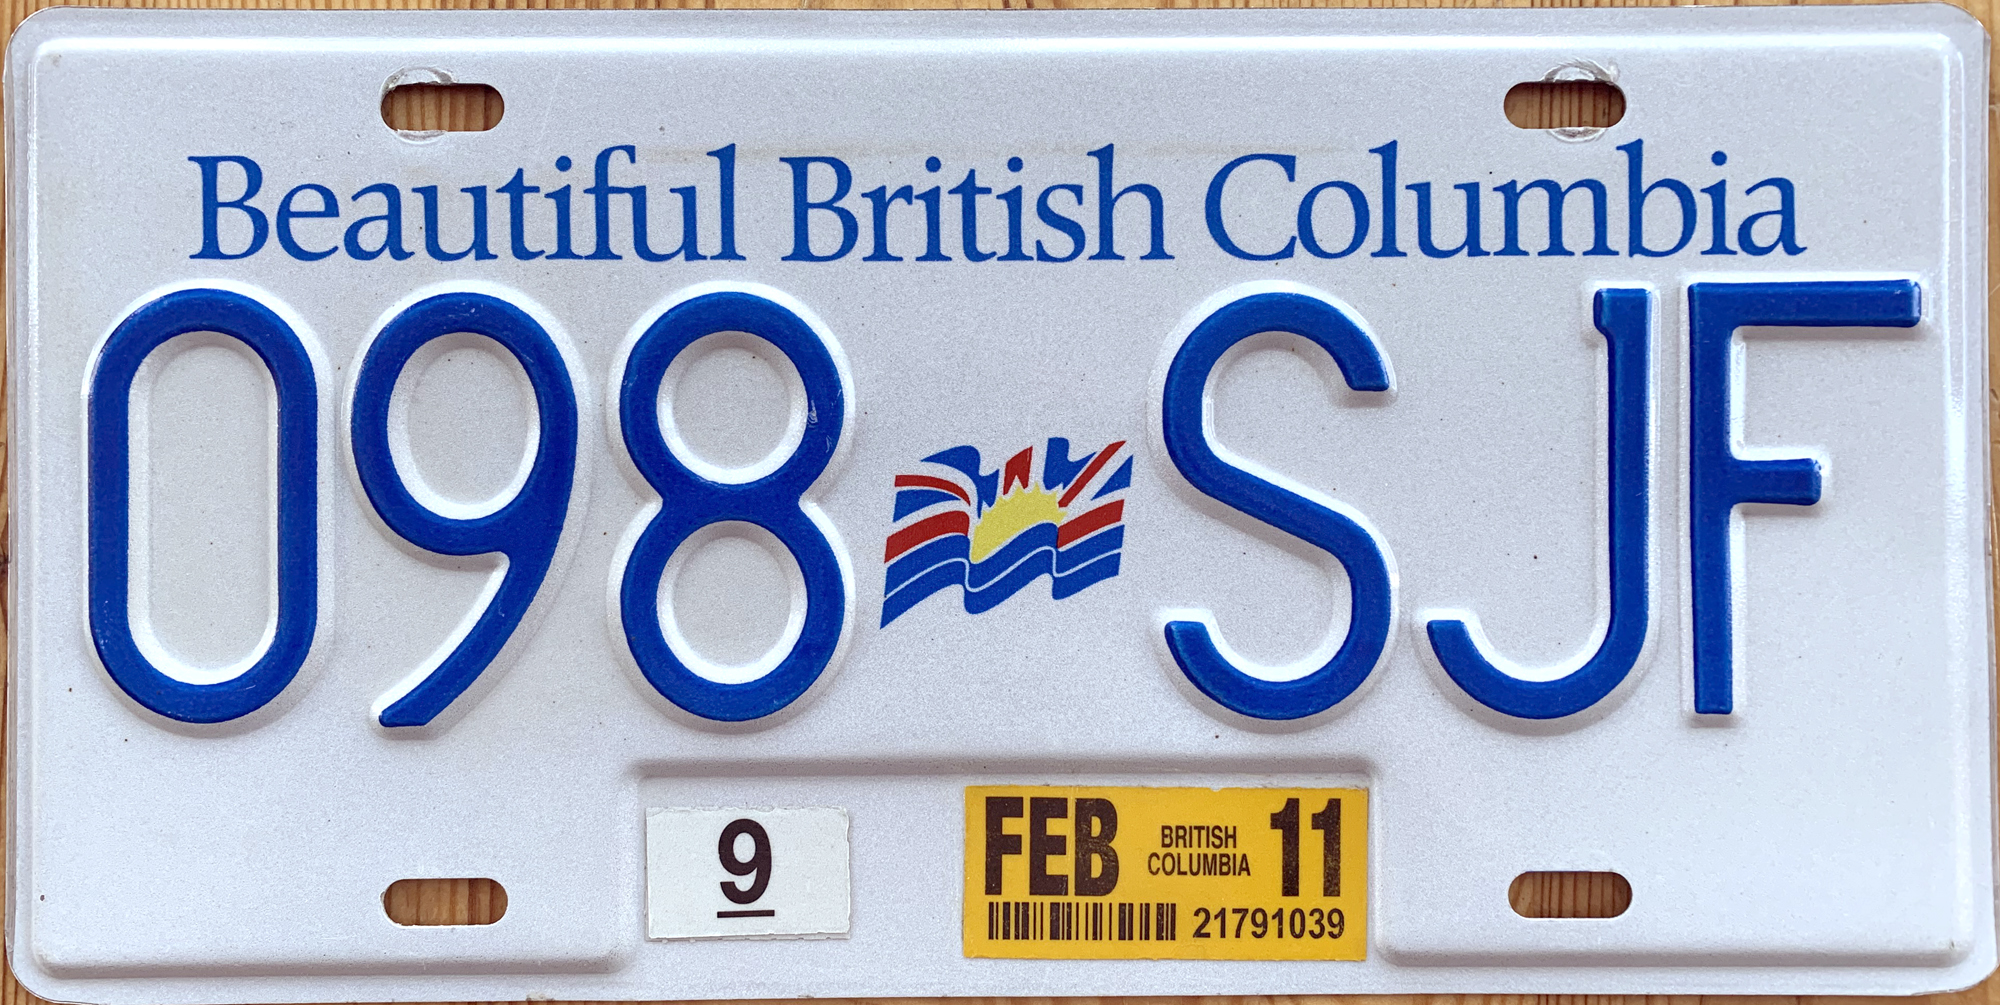 Beautiful British Columbia
098 SJF
9
FEB BRITISH COLUMBIA 11
21791039